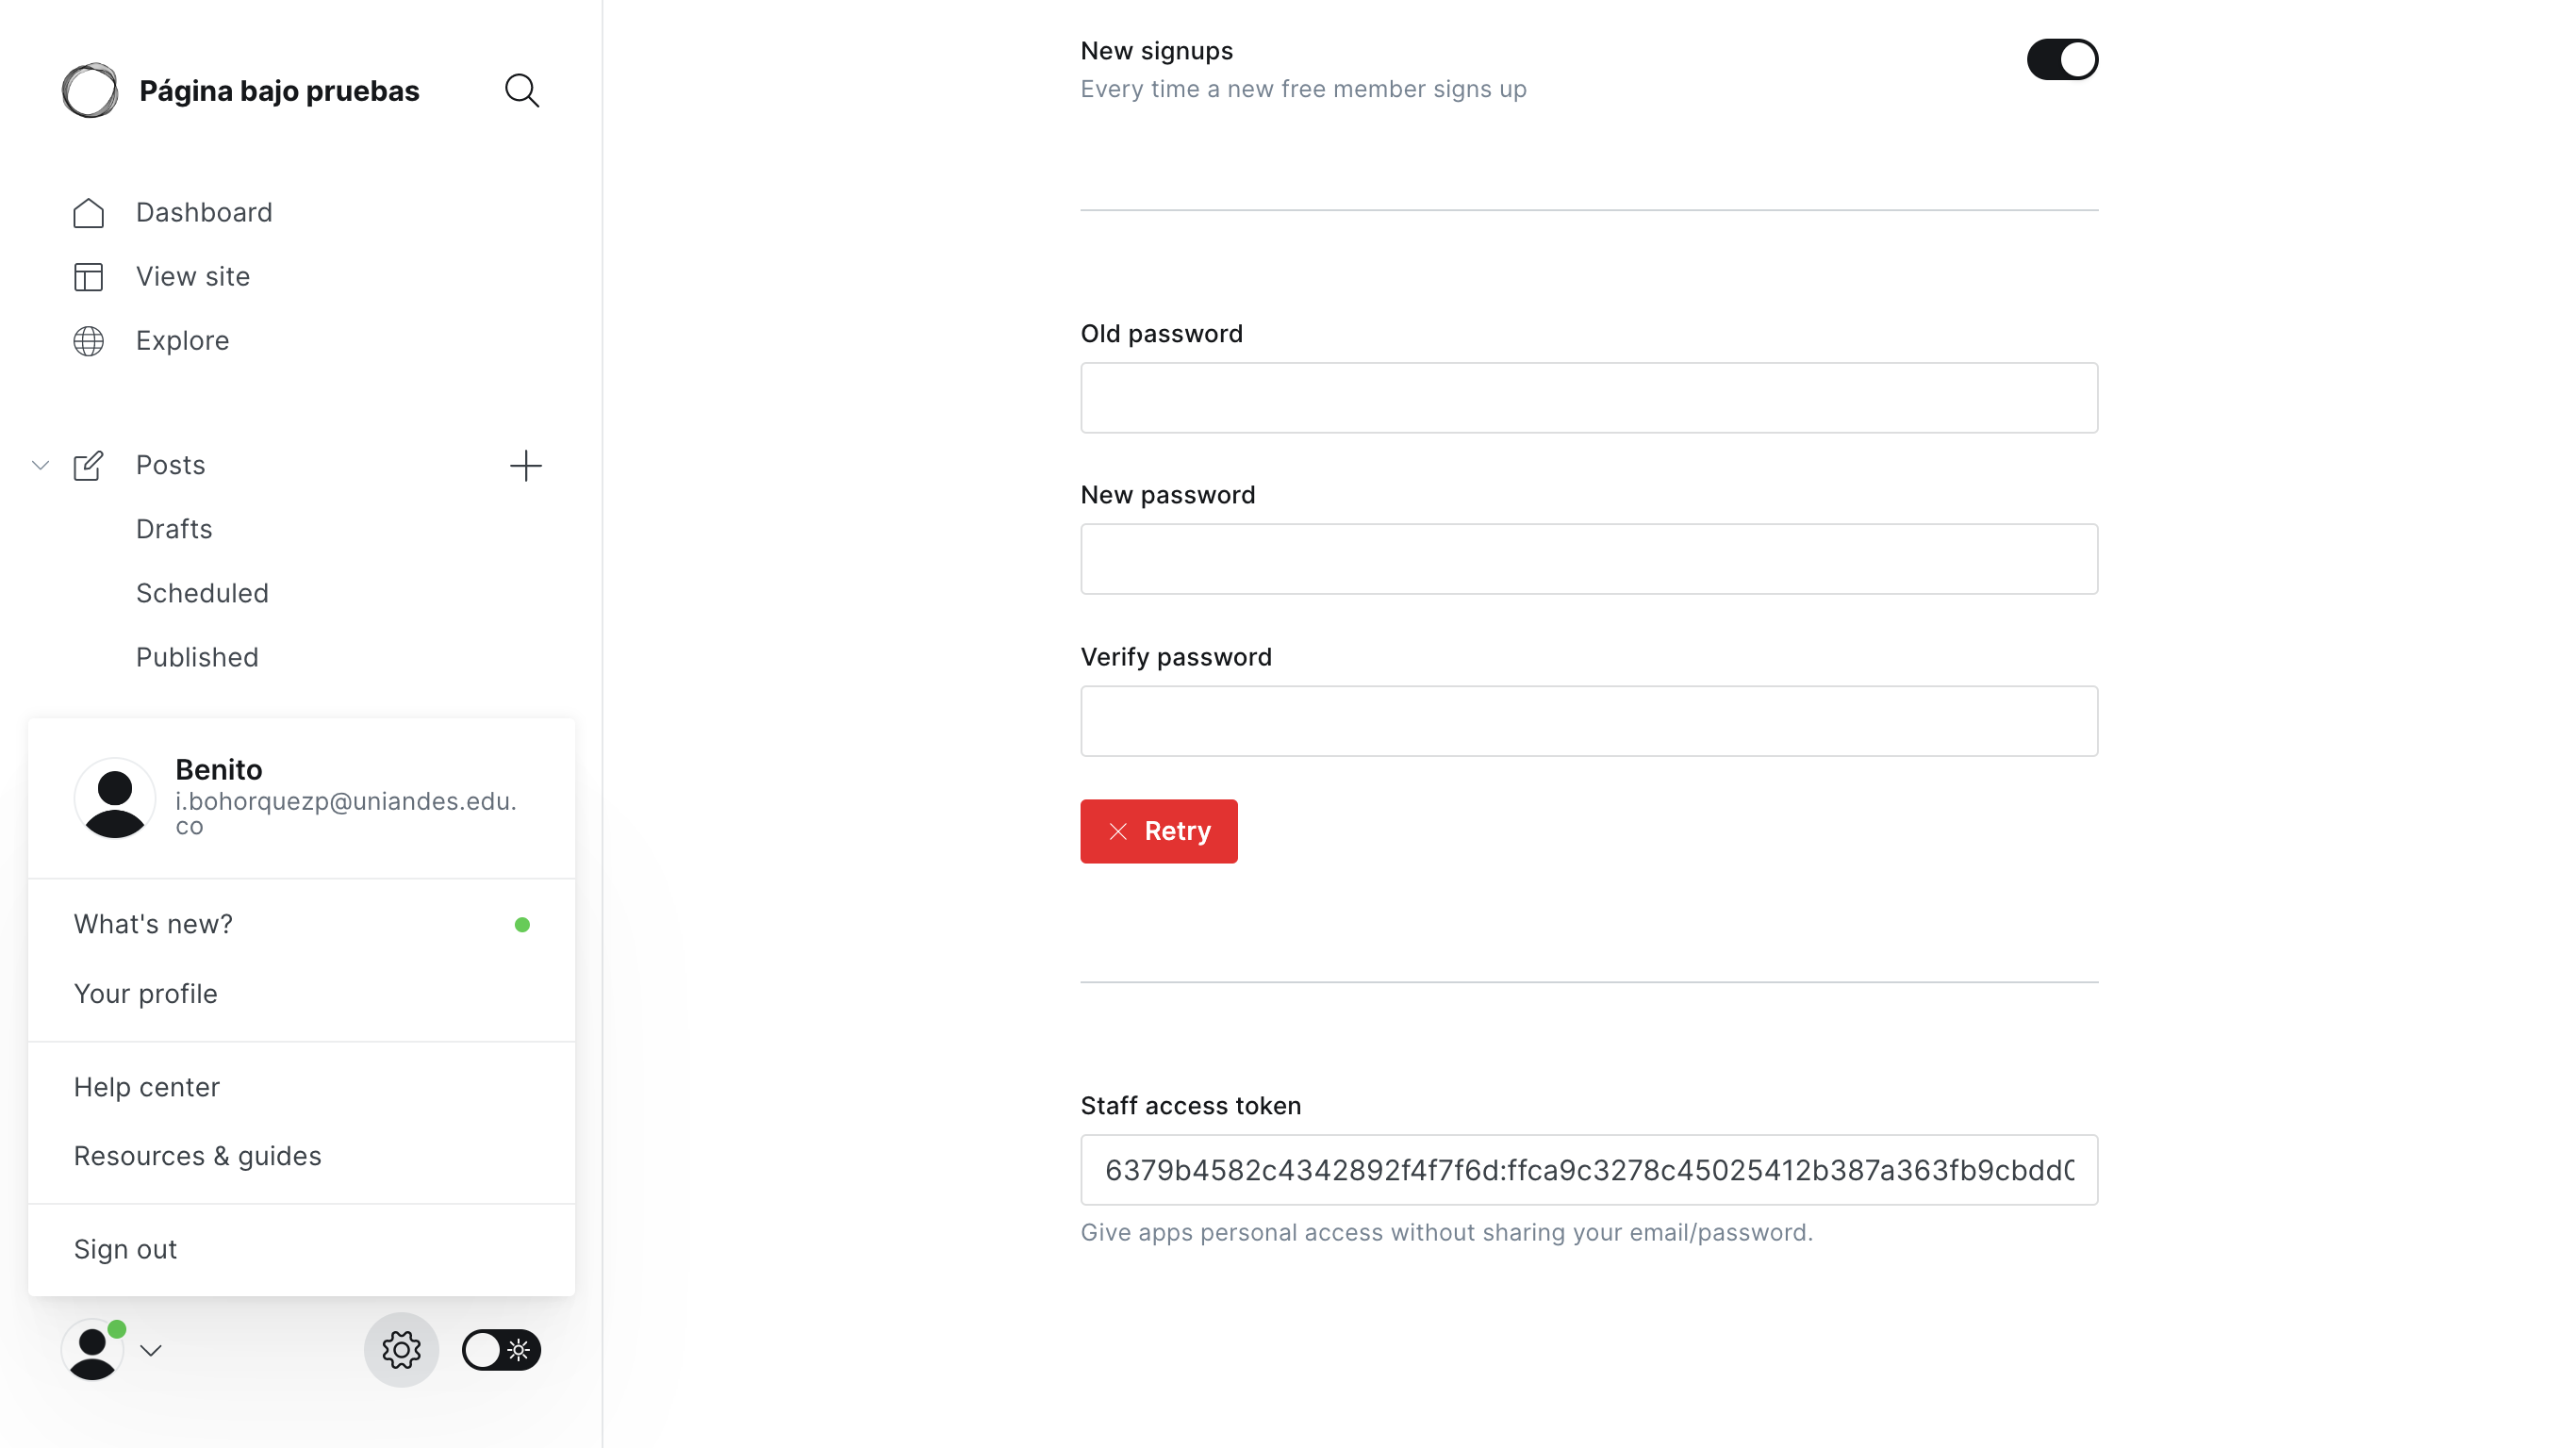 Página bajo pruebas
Dashboard
View site
Explore
Posts
Drafts
Scheduled
Published
Benito
i.bohorquezp@uniandes.edu.
co
What's new?
Your profile
Help center
Resources & guides
Sign out
New signups
Every time a new free member signs up
Old password
New password
Verify password
Retry
Staff access token
6379b4582c4342892f4f7f6d:ffca9c3278c45025412b387a363fb9cbdd0
Give apps personal access without sharing your email/password.